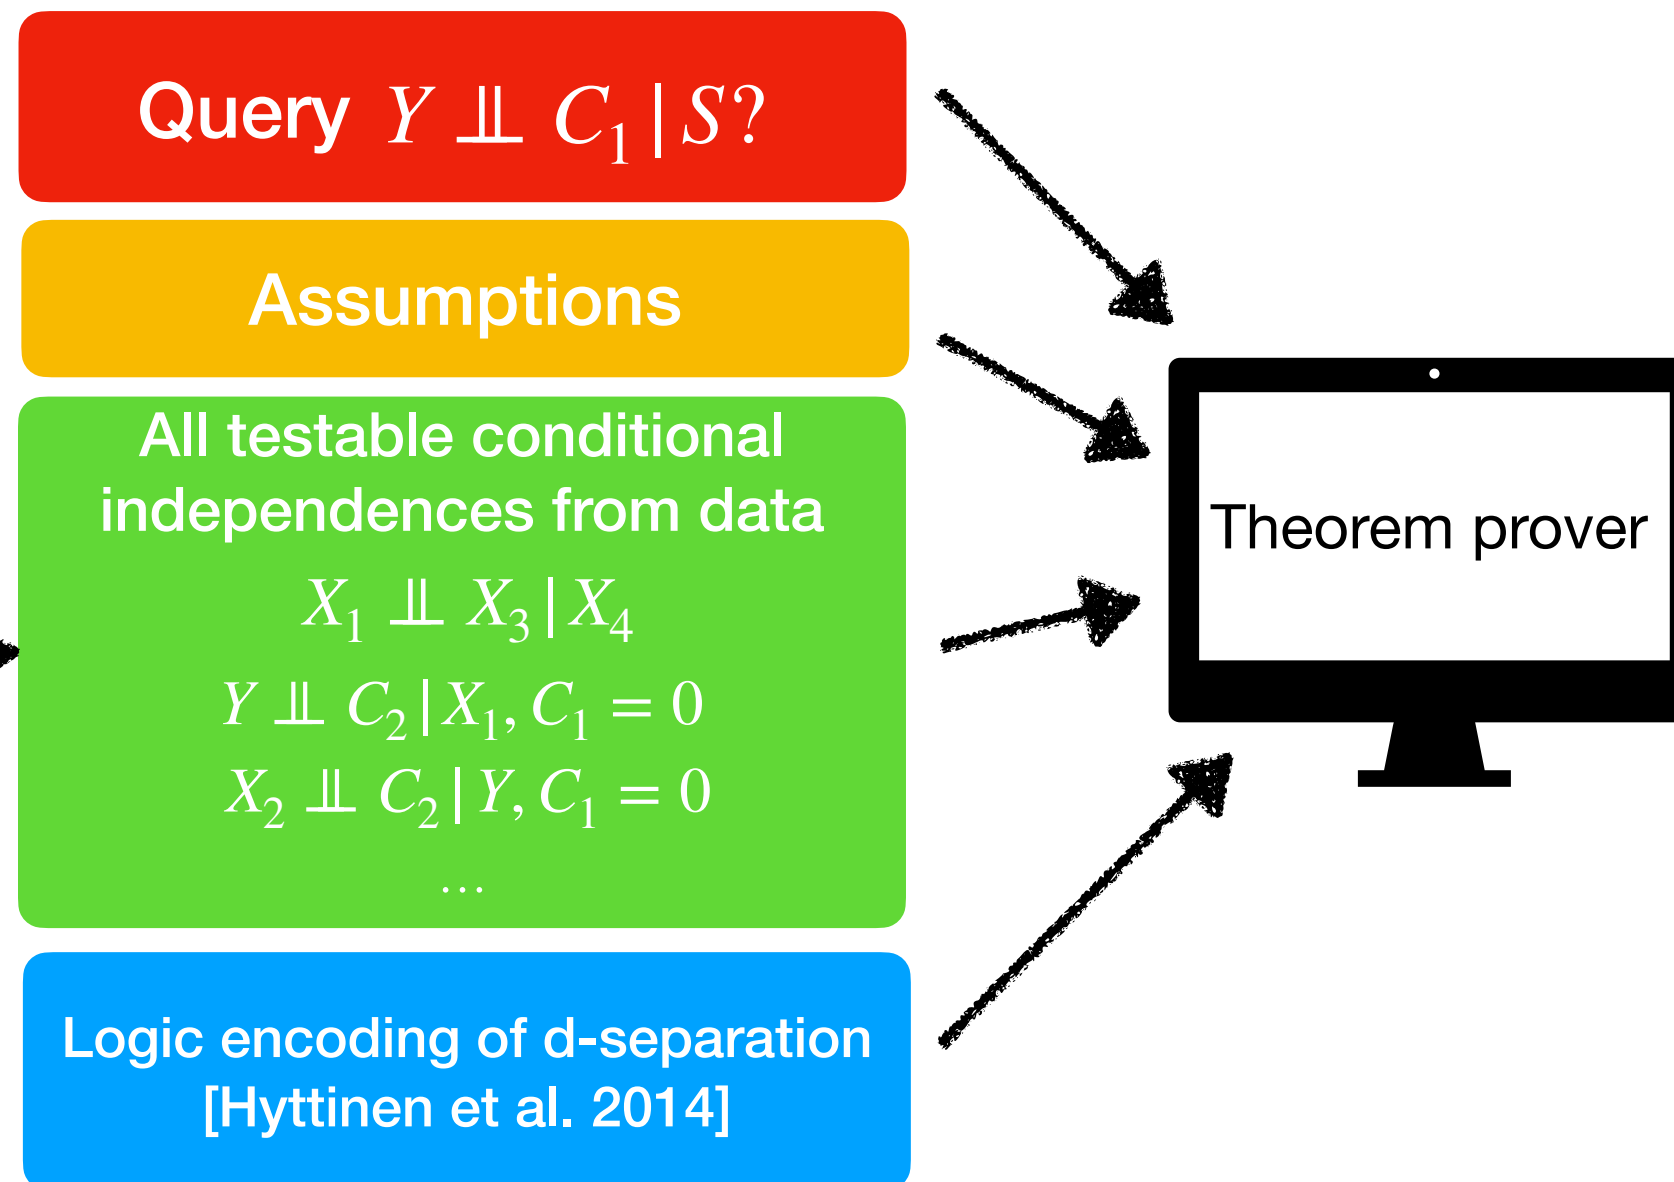 Query Y ⫫ C₁ | S?
Assumptions
All testable conditional
independences from data
X₁ ⫫ X₃ | X₄
Y ⫫ C₂ | X₁, C₁ = 0
X₂ ⫫ C₂ | Y, C₁ = 0
…
Logic encoding of d-separation
[Hyttinen et al. 2014]
Theorem prover